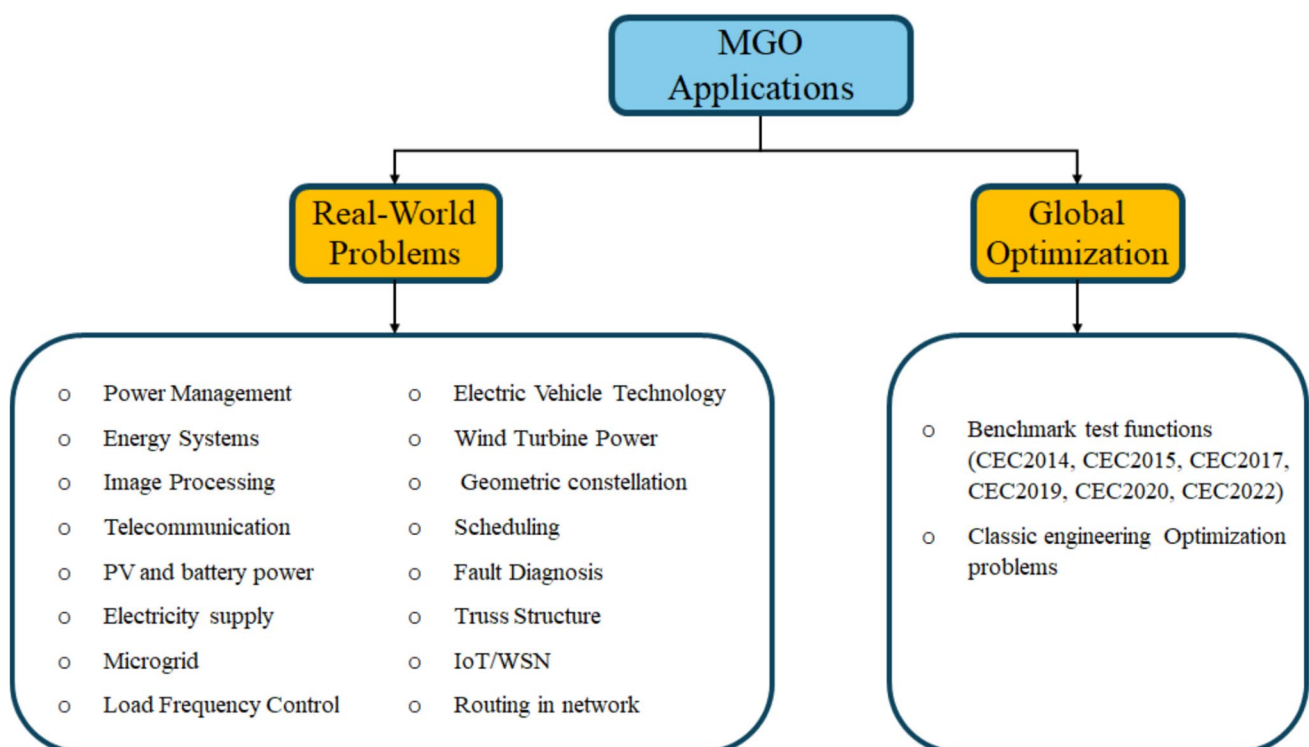 MGO
Applications
Real-World
Problems
Global
Optimization
Power Management
Energy Systems
Image Processing
Telecommunication
PV and battery power
Electricity supply
Microgrid
Load Frequency Control
Electric Vehicle Technology
Wind Turbine Power
Geometric constellation
Scheduling
Fault Diagnosis
Truss Structure
IoT/WSN
Routing in network
Benchmark test functions
(CEC2014, CEC2015, CEC2017,
CEC2019, CEC2020, CEC2022)
Classic engineering Optimization
problems